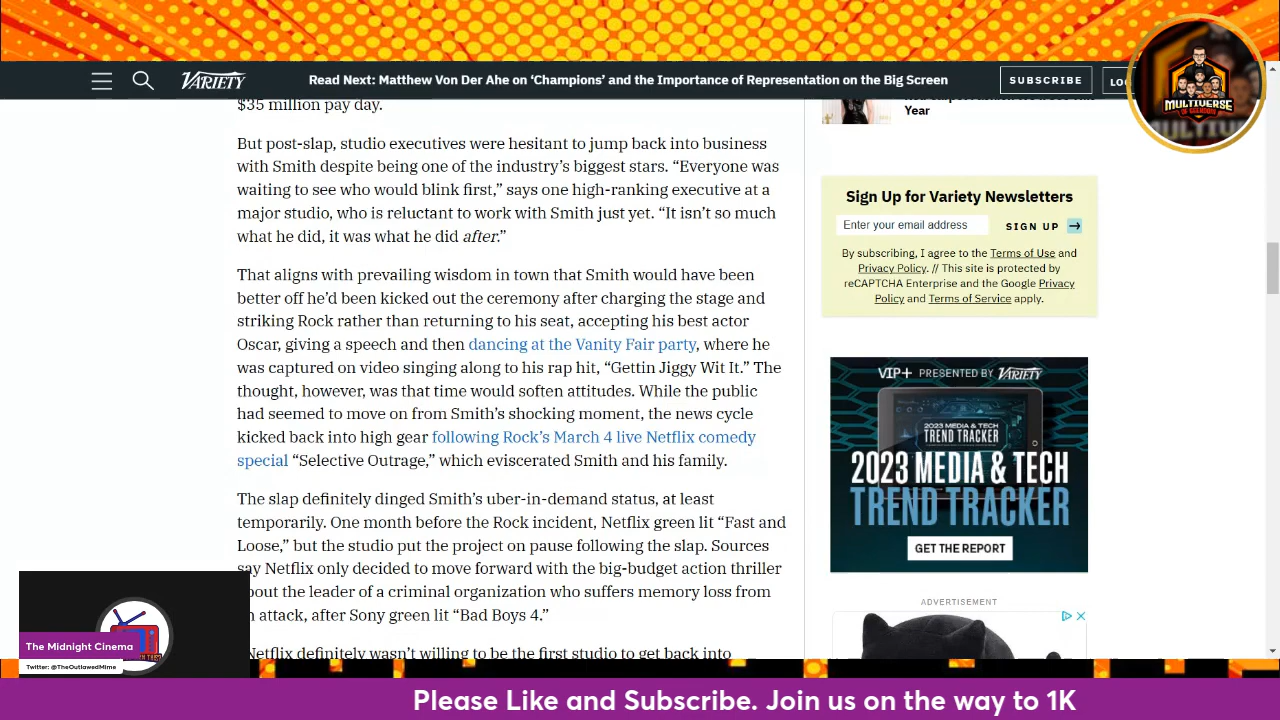 VARIETY
Read Next: Matthew Von Der Ahe on ‘Champions’ and the Importance of Representation on the Big Screen
SUBSCRIBE
MULTIVERSE
$35 million pay day.
But post-slap, studio executives were hesitant to jump back into business
with Smith despite being one of the industry’s biggest stars. “Everyone was
waiting to see who would blink first,” says one high-ranking executive at a
major studio, who is reluctant to work with Smith just yet. “It isn’t so much
what he did, it was what he did after.”
That aligns with prevailing wisdom in town that Smith would have been
better off he’d been kicked out the ceremony after charging the stage and
striking Rock rather than returning to his seat, accepting his best actor
Oscar, giving a speech and then dancing at the Vanity Fair party, where he
was captured on video singing along to his rap hit, “Gettin Jiggy Wit It.” The
thought, however, was that time would soften attitudes. While the public
had seemed to move on from Smith’s shocking moment, the news cycle
kicked back into high gear following Rock’s March 4 live Netflix comedy
special “Selective Outrage,” which eviscerated Smith and his family.
The slap definitely dinged Smith’s uber-in-demand status, at least
temporarily. One month before the Rock incident, Netflix green lit “Fast and
Loose,” but the studio put the project on pause following the slap. Sources
say Netflix only decided to move forward with the big-budget action thriller
about the leader of a criminal organization who suffers memory loss from
an attack, after Sony green lit “Bad Boys 4.”
Netflix definitely wasn’t willing to be the first studio to get back into
Year
Sign Up for Variety Newsletters
Enter your email address
SIGN UP
By subscribing, I agree to the Terms of Use and
Privacy Policy. // This site is protected by
reCAPTCHA Enterprise and the Google Privacy
Policy and Terms of Service apply.
VIP+ PRESENTED BY VARIETY
2023 MEDIA & TECH
TREND TRACKER
2023 MEDIA & TECH
TREND TRACKER
GET THE REPORT
ADVERTISEMENT
The Midnight Cinema
Twitter: @TheOutlawedMime
Please Like and Subscribe. Join us on the way to 1K